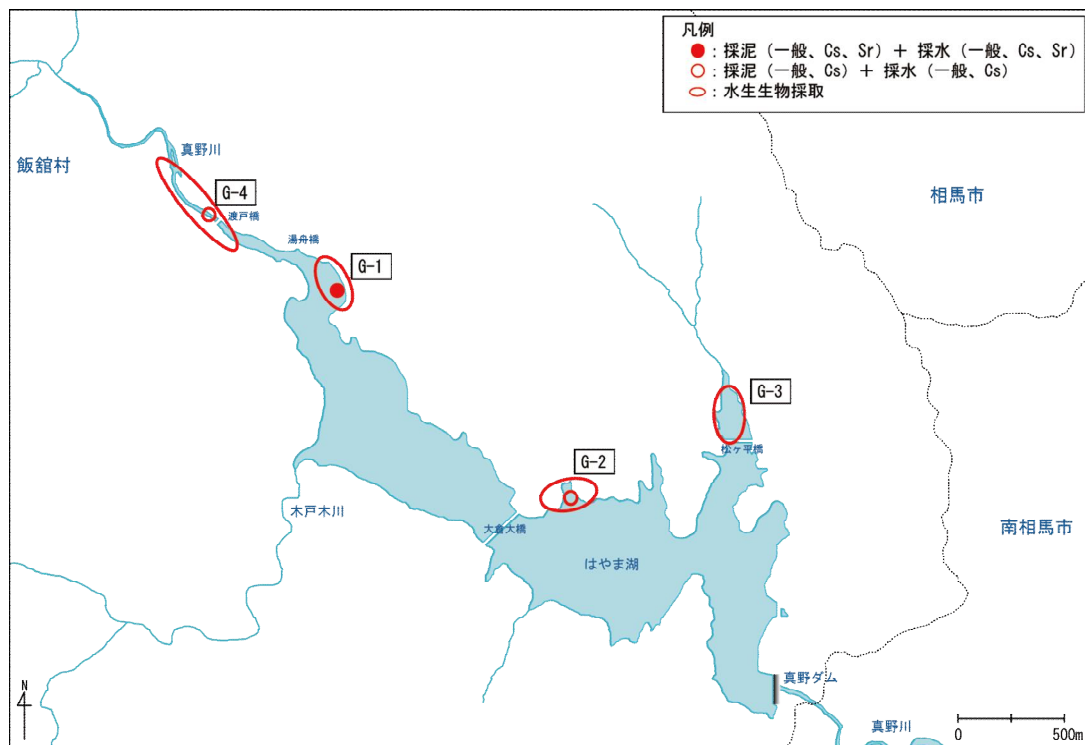 凡例
：採泥（一般、Cs、Sr）＋ 採水（一般、Cs、Sr）
：採泥（一般、Cs）＋ 採水（一般、Cs）
：水生生物採取
真野川
飯舘村
G-4
渡戸橋
相馬市
湯舟橋
G-1
G-3
松ヶ平橋
G-2
木戸木川
大倉大橋
南相馬市
はやま湖
真野ダム
N
真野川
0
500m